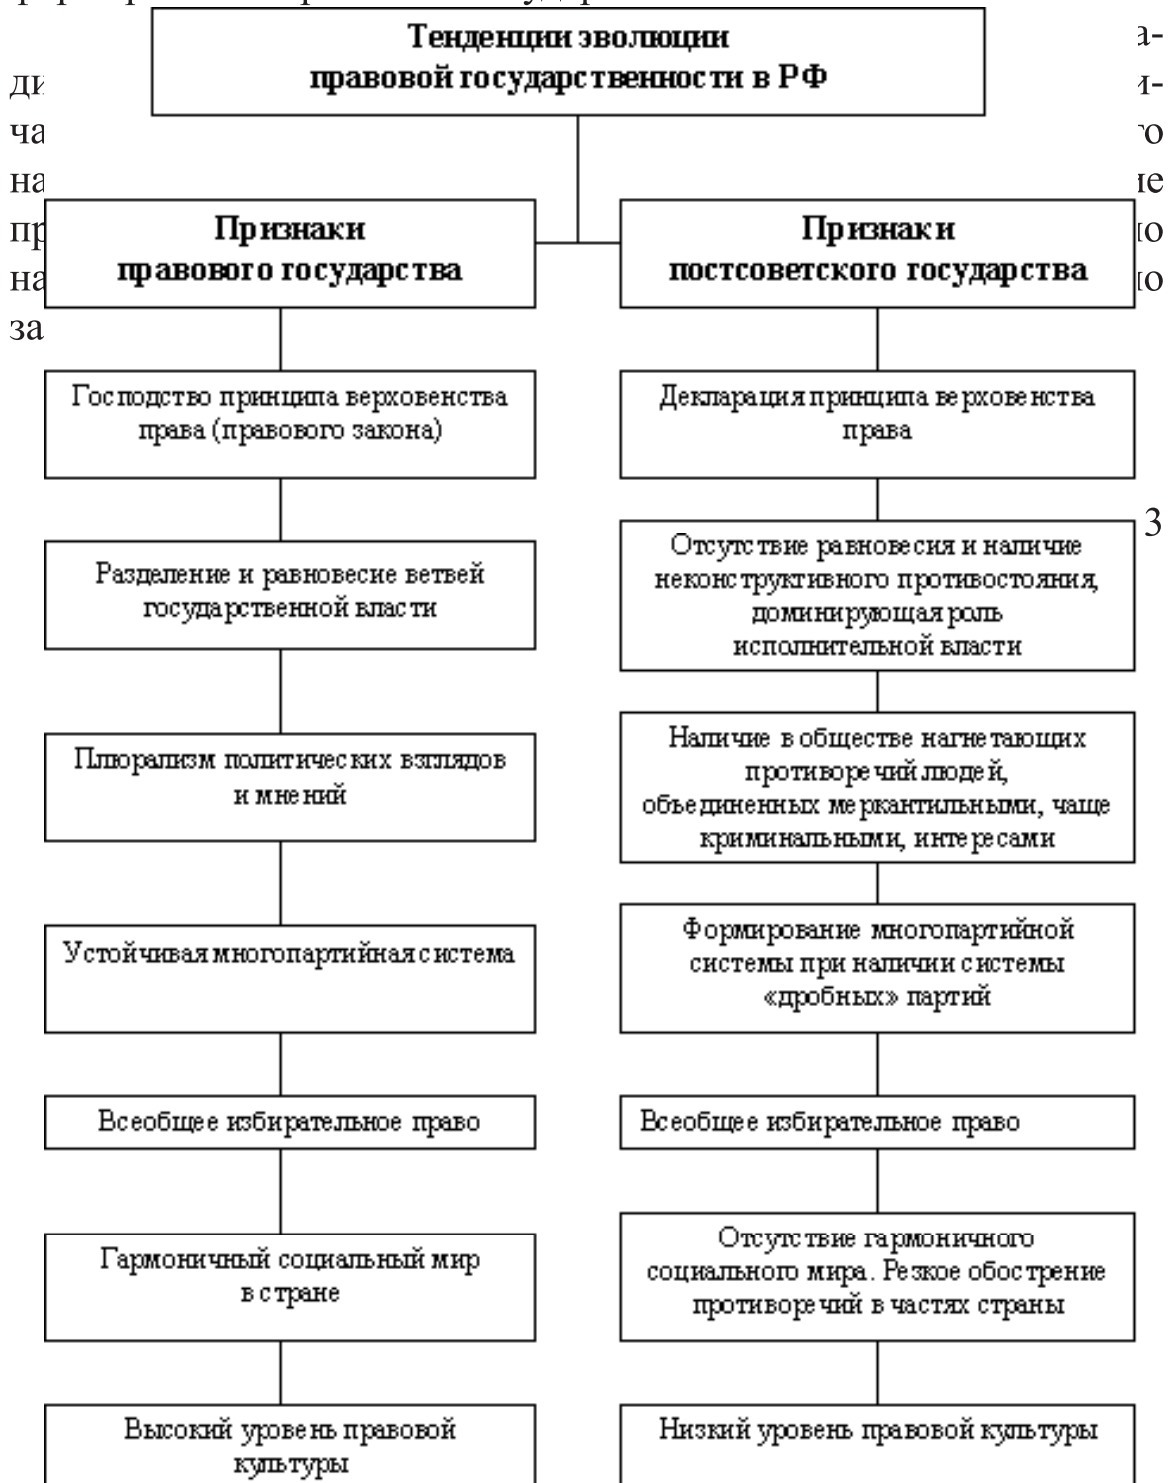 Тенденции эволюции
правовой государственности в РФ
Признаки
правового государства
Господство принципа верховенства
права (правового закона)
Разделение и равновесие ветвей
государственной власти
Плюрализм политических взглядов
и мнений
Устойчивая многопартийная система
Всеобщее избирательное право
Гармоничный социальный мир
в стране
Высокий уровень правовой
культуры
Признаки
постсоветского государства
Декларация принципа верховенства
права
Отсутствие равновесия и наличие
неконструктивного противостояния,
доминирующая роль
исполнительной власти
Наличие в обществе нагнетающих
противоречий людей,
объединенных меркантильными, чаще
криминальными, интересами
Формирование многопартийной
системы при наличии системы
«дробных» партий
Всеобщее избирательное право
Отсутствие гармоничного
социального мира. Резкое обострение
противоречий в частях страны
Низкий уровень правовой культуры
3